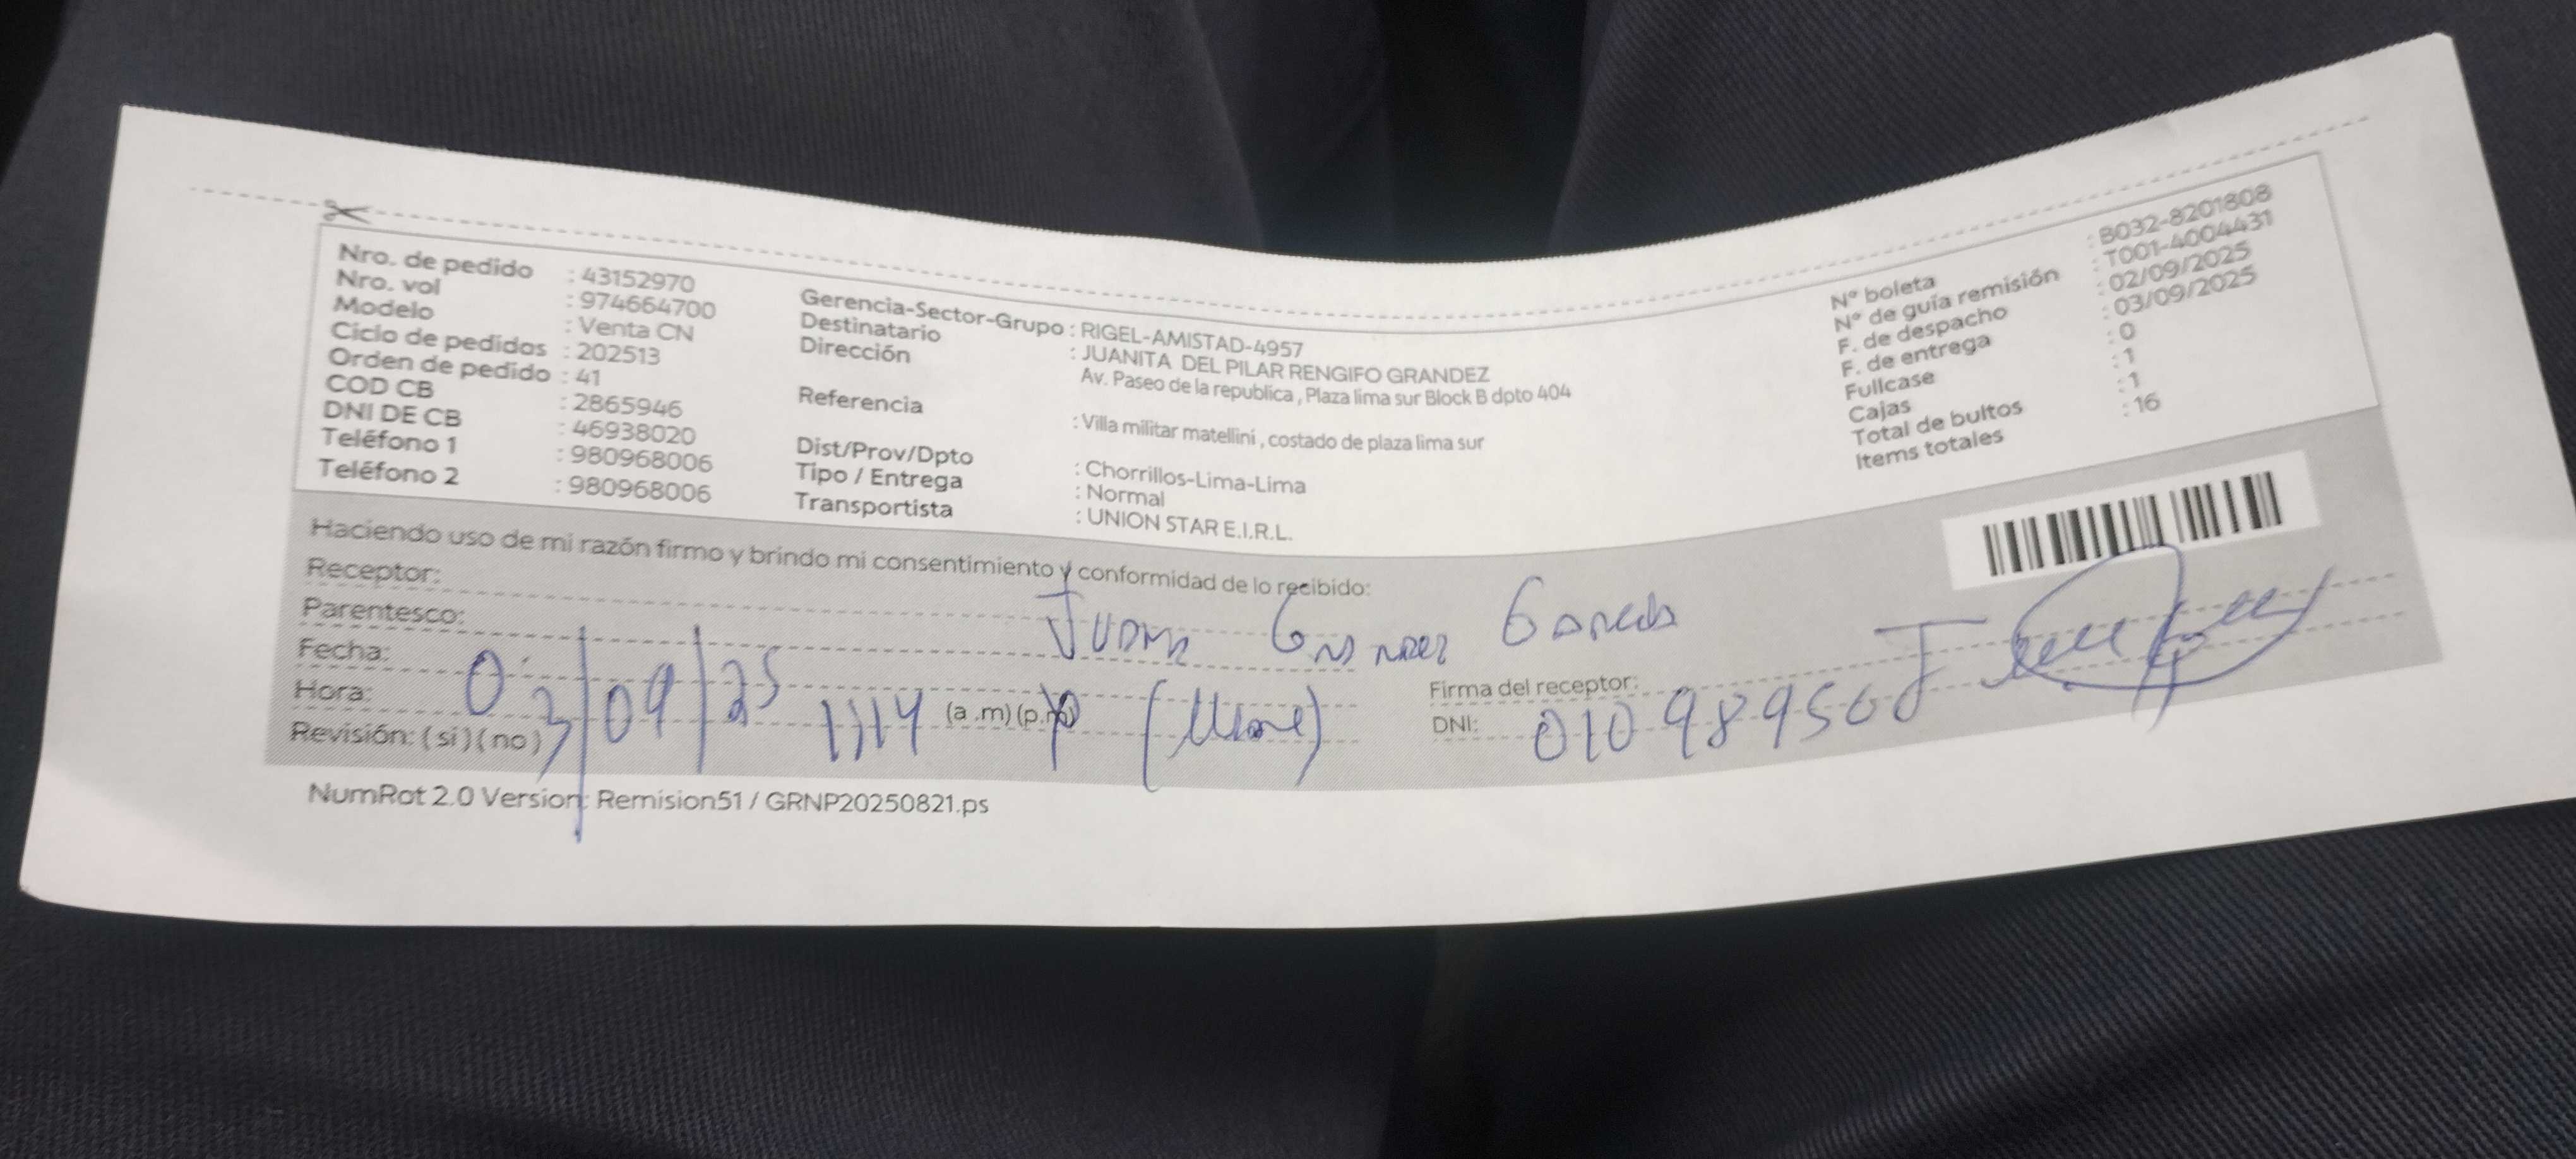 Nro. de pedido : 43152970
Nro. vol : 974664700
Modelo : Venta CN
Ciclo de pedidos : 202513
Orden de pedido : 41
COD CB : 2865946
DNI DE CB : 46938020
Teléfono 1 : 980968006
Teléfono 2 : 980968006
Gerencia-Sector-Grupo : RIGEL-AMISTAD-4957
Destinatario : JUANITA DEL PILAR RENGIFO GRANDEZ
Dirección Av. Paseo de la republica , Plaza lima sur Block B dpto 404
Referencia : Villa militar matellini , costado de plaza lima sur
Dist/Prov/Dpto : Chorrillos-Lima-Lima
Tipo / Entrega : Normal
Transportista : UNION STAR E.I.R.L.
N° boleta : B032-8201808
N° de guía remisión : T001-4004431
F. de despacho : 02/09/2025
F. de entrega : 03/09/2025
Fullcase : 0
Cajas : 1
Total de bultos : 1
Items totales : 16
Haciendo uso de mi razón firmo y brindo mi consentimiento y conformidad de lo recibido:
Receptor:
Parentesco:
Fecha: 03/09/25
Hora: (a .m) (p.m)
Revisión: ( si ) ( no )
Firma del receptor:
DNI:
NumRot 2.0 Version: Remision51 / GRNP20250821.ps